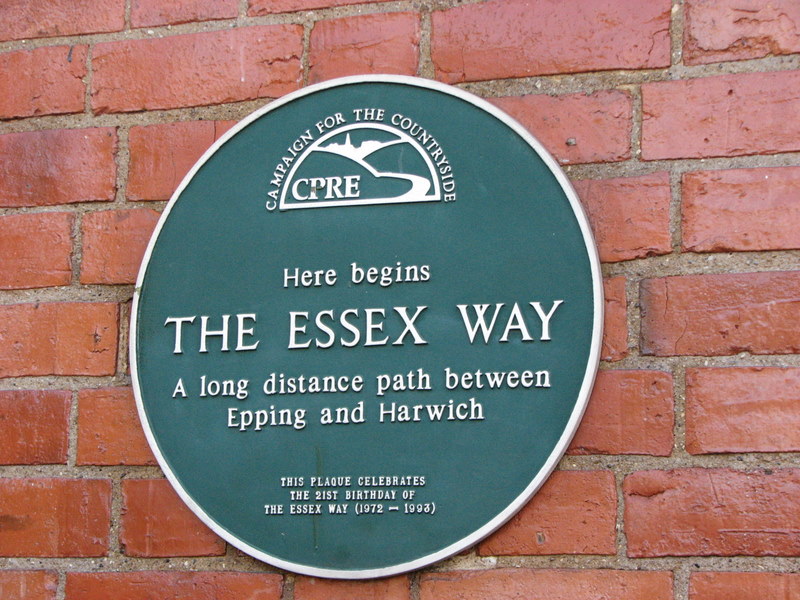 CAMPAIGN FOR THE COUNTRYSIDE
CPRE
Here begins
THE ESSEX WAY
A long distance path between
Epping and Harwich
THIS PLAQUE CELEBRATES
THE 21ST BIRTHDAY OF
THE ESSEX WAY (1972 – 1993)